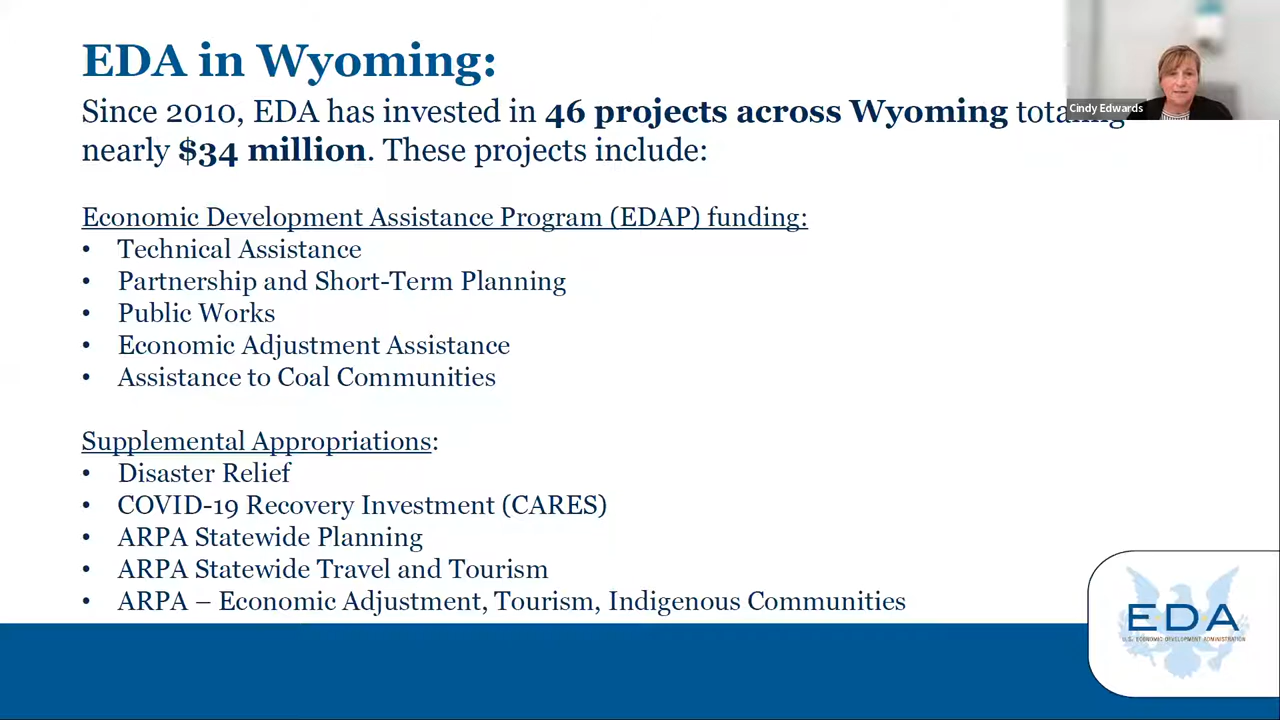 EDA in Wyoming:
Since 2010, EDA has invested in 46 projects across Wyoming totaling
nearly $34 million. These projects include:
Economic Development Assistance Program (EDAP) funding:
• Technical Assistance
• Partnership and Short-Term Planning
• Public Works
• Economic Adjustment Assistance
• Assistance to Coal Communities
Supplemental Appropriations:
• Disaster Relief
• COVID-19 Recovery Investment (CARES)
• ARPA Statewide Planning
• ARPA Statewide Travel and Tourism
• ARPA – Economic Adjustment, Tourism, Indigenous Communities
Cindy Edwards
EDA
U.S. ECONOMIC DEVELOPMENT ADMINISTRATION